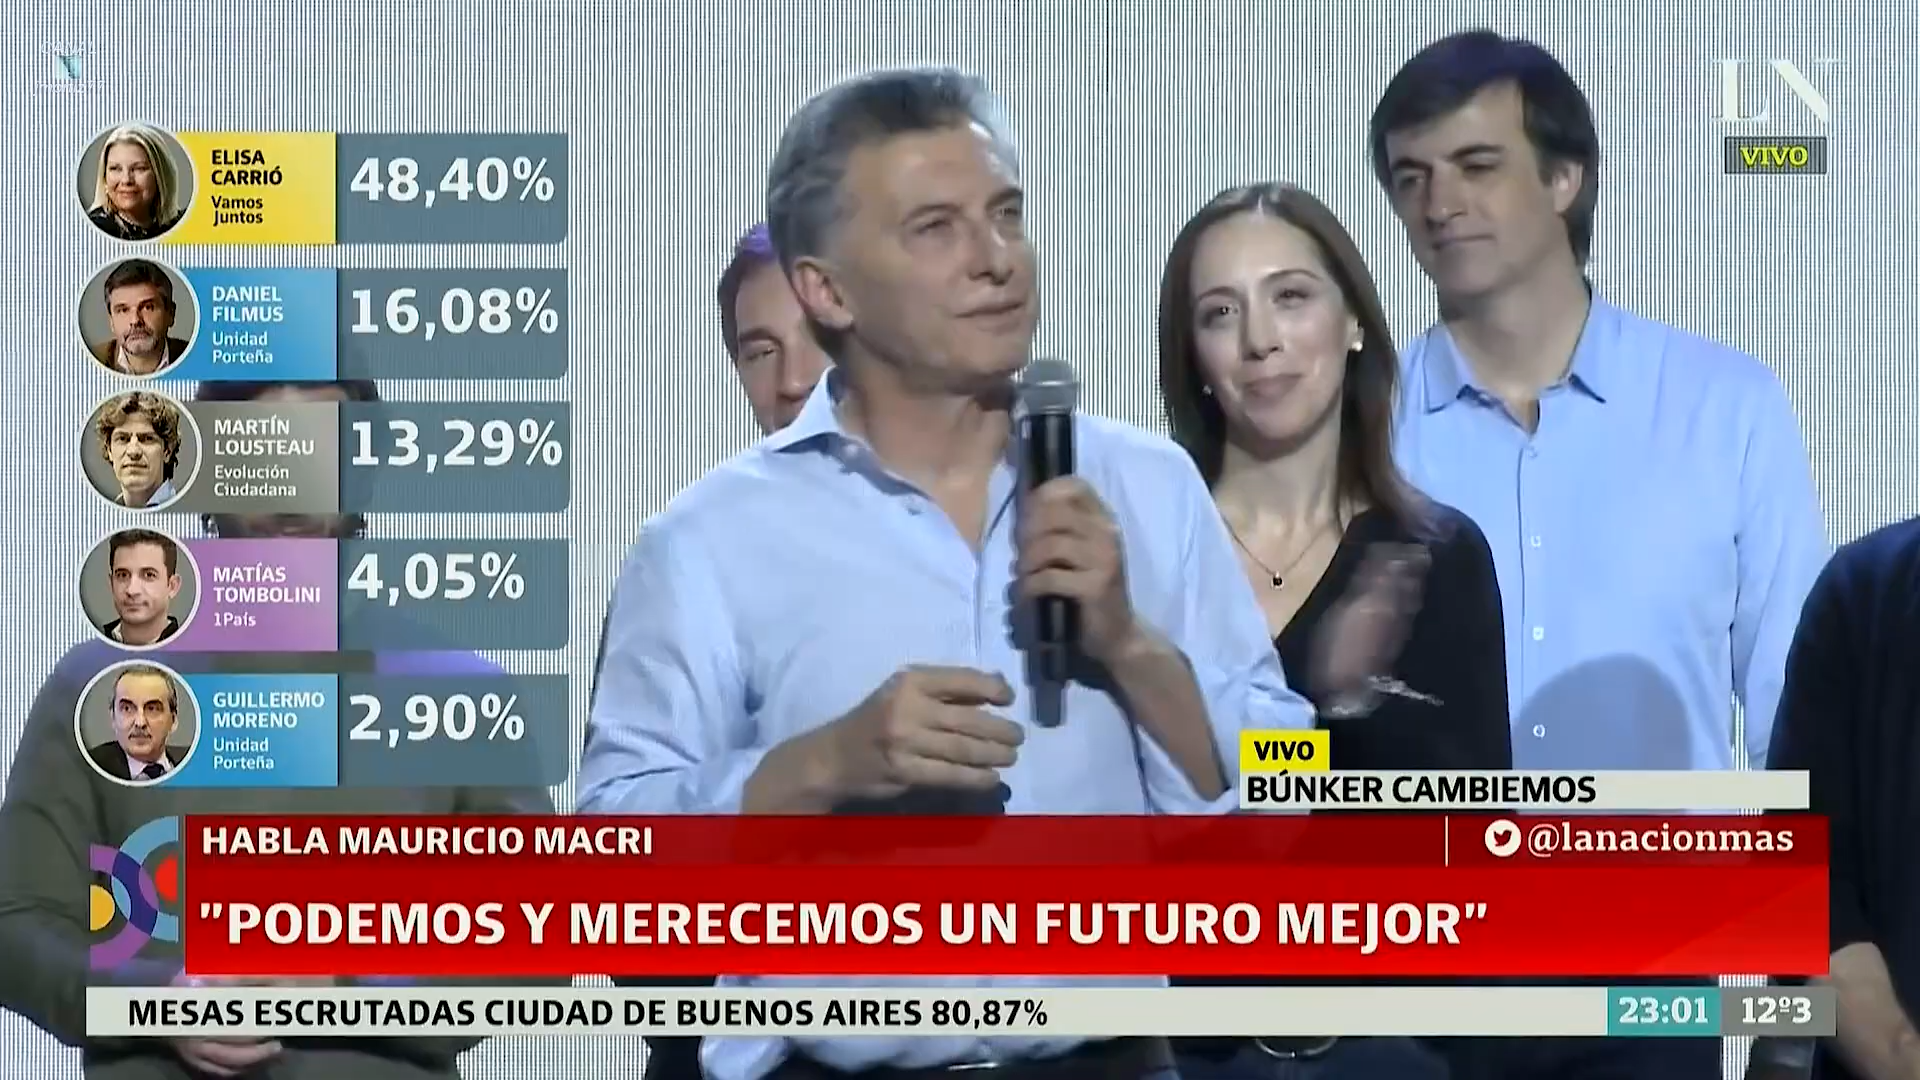 CANAL
LN
VIVO
ELISA
CARRIÓ
Vamos
Juntos
48,40%
DANIEL
FILMUS
Unidad
Porteña
16,08%
MARTÍN
LOUSTEAU
Evolución
Ciudadana
13,29%
MATÍAS
TOMBOLINI
1País
4,05%
GUILLERMO
MORENO
Unidad
Porteña
2,90%
VIVO
BÚNKER CAMBIEMOS
HABLA MAURICIO MACRI
@lanacionmas
"PODEMOS Y MERECEMOS UN FUTURO MEJOR"
MESAS ESCRUTADAS CIUDAD DE BUENOS AIRES 80,87%
23:01 12º3